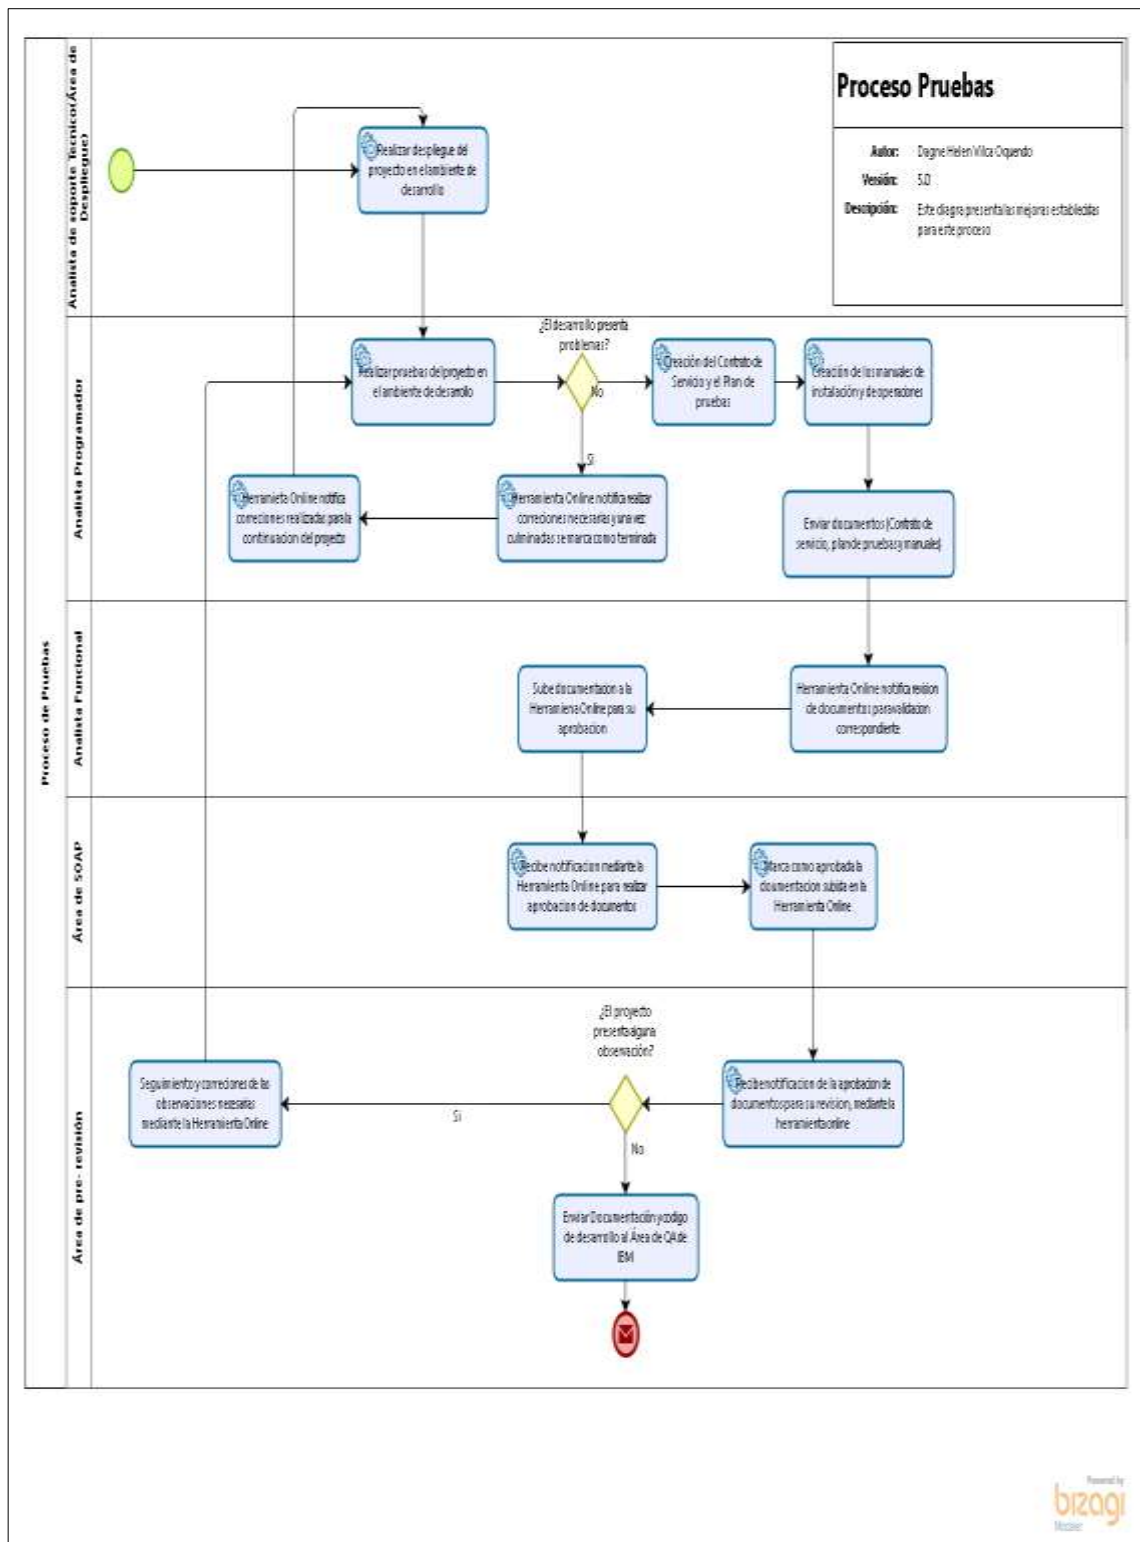 Proceso Pruebas
Autor: Dagne Helen Vilca Oquendo
Versión: 5.0
Descripción: Este diagra presenta las mejoras establecidas
para este proceso
Proceso de Pruebas
Analista de soporte Tecnico(Área de
Despliegue)
Realizar despliegue del
proyecto en el ambiente de
desarrollo
Analista Programador
Realizar pruebas del proyecto en
el ambiente de desarrollo
¿El desarrollo presenta
problemas?
No
Si
Creación del Contrato de
Servicio y el Plan de
pruebas
Creación de los manuales de
instalación y de operaciones
Herramieta Online notifica
correciones realizadas para la
continuacion del proyecto
Herramienta Online notifica realizar
correciones necesarias y una vez
culminadas se marca como terminada
Enviar documentos (Contrato de
servicio, plan de pruebas y manuales)
Analista Funcional
Sube documentacion a la
Herramiena Online para su
aprobacion
Herramienta Online notifica revision
de documentos para validacion
correspondiente
Área de SOAP
Recibe notificacion mediante la
Herramienta Online para realizar
aprobacion de documentos
Marca como aprobada la
documentacion subida en la
Herramienta Online
Área de pre- revisión
¿El proyecto
presenta alguna
observación?
Seguimiento y correciones de las
observaciones necesarias
mediante la Herramienta Online
Si
No
Recibe notificacion de la aprobacion de
documentos para su revision, mediante la
herramienta online
Enviar Documentación y codigo
de desarrollo al Área de QA de
IBM
Powered by
bizagi
Modeler